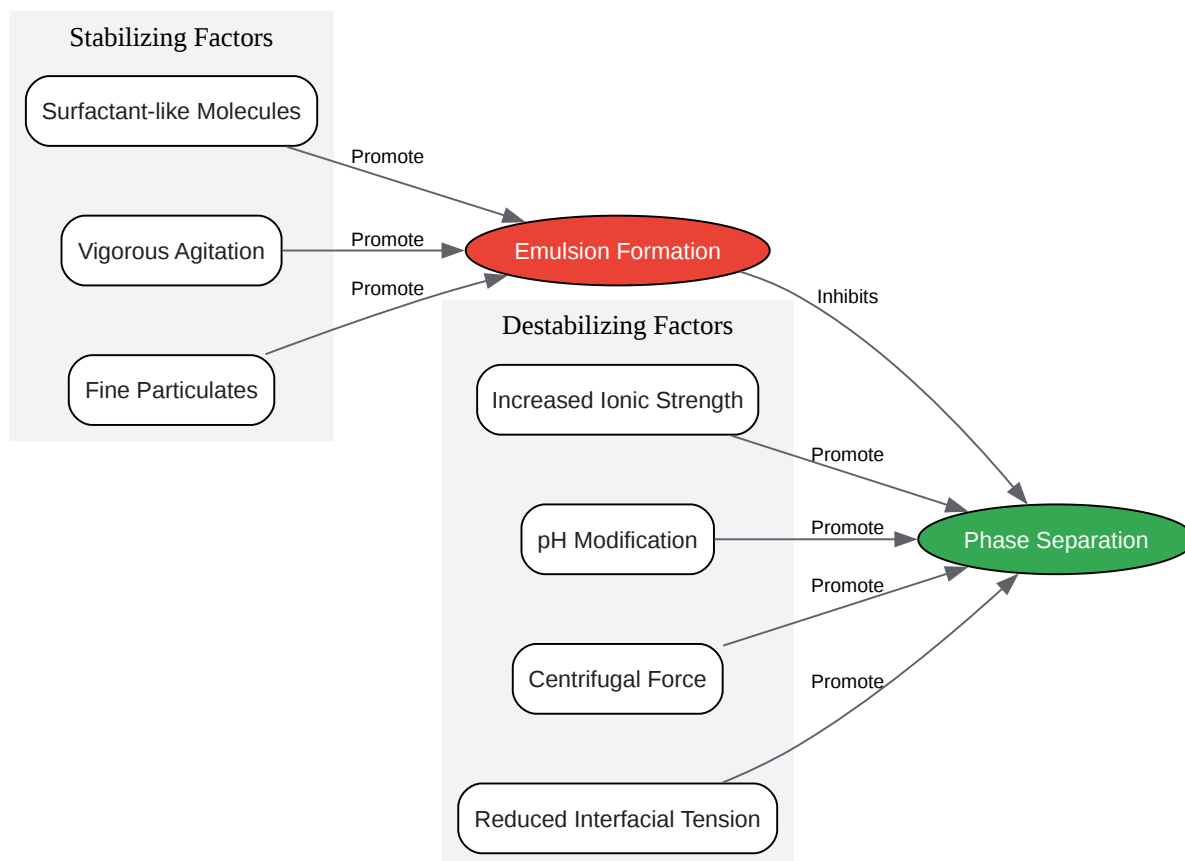 Stabilizing Factors
Surfactant-like Molecules
Promote
Vigorous Agitation
Promote
Emulsion Formation
Promote
Fine Particulates
Inhibits
Destabilizing Factors
Increased Ionic Strength
Promote
pH Modification
Promote
Phase Separation
Promote
Centrifugal Force
Promote
Reduced Interfacial Tension